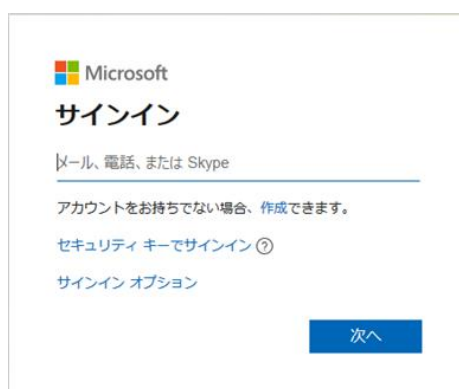 Microsoft
サインイン
メール、電話、または Skype
アカウントをお持ちでない場合、作成できます。
セキュリティ キーでサインイン ?
サインイン オプション
次へ